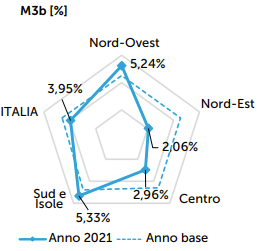 M3b [%]
Nord-Ovest
5,24%
3,95%
Nord-Est
ITALIA
2,06%
Sud e
Isole
2,96%
Centro
5,33%
Anno 2021 Anno base